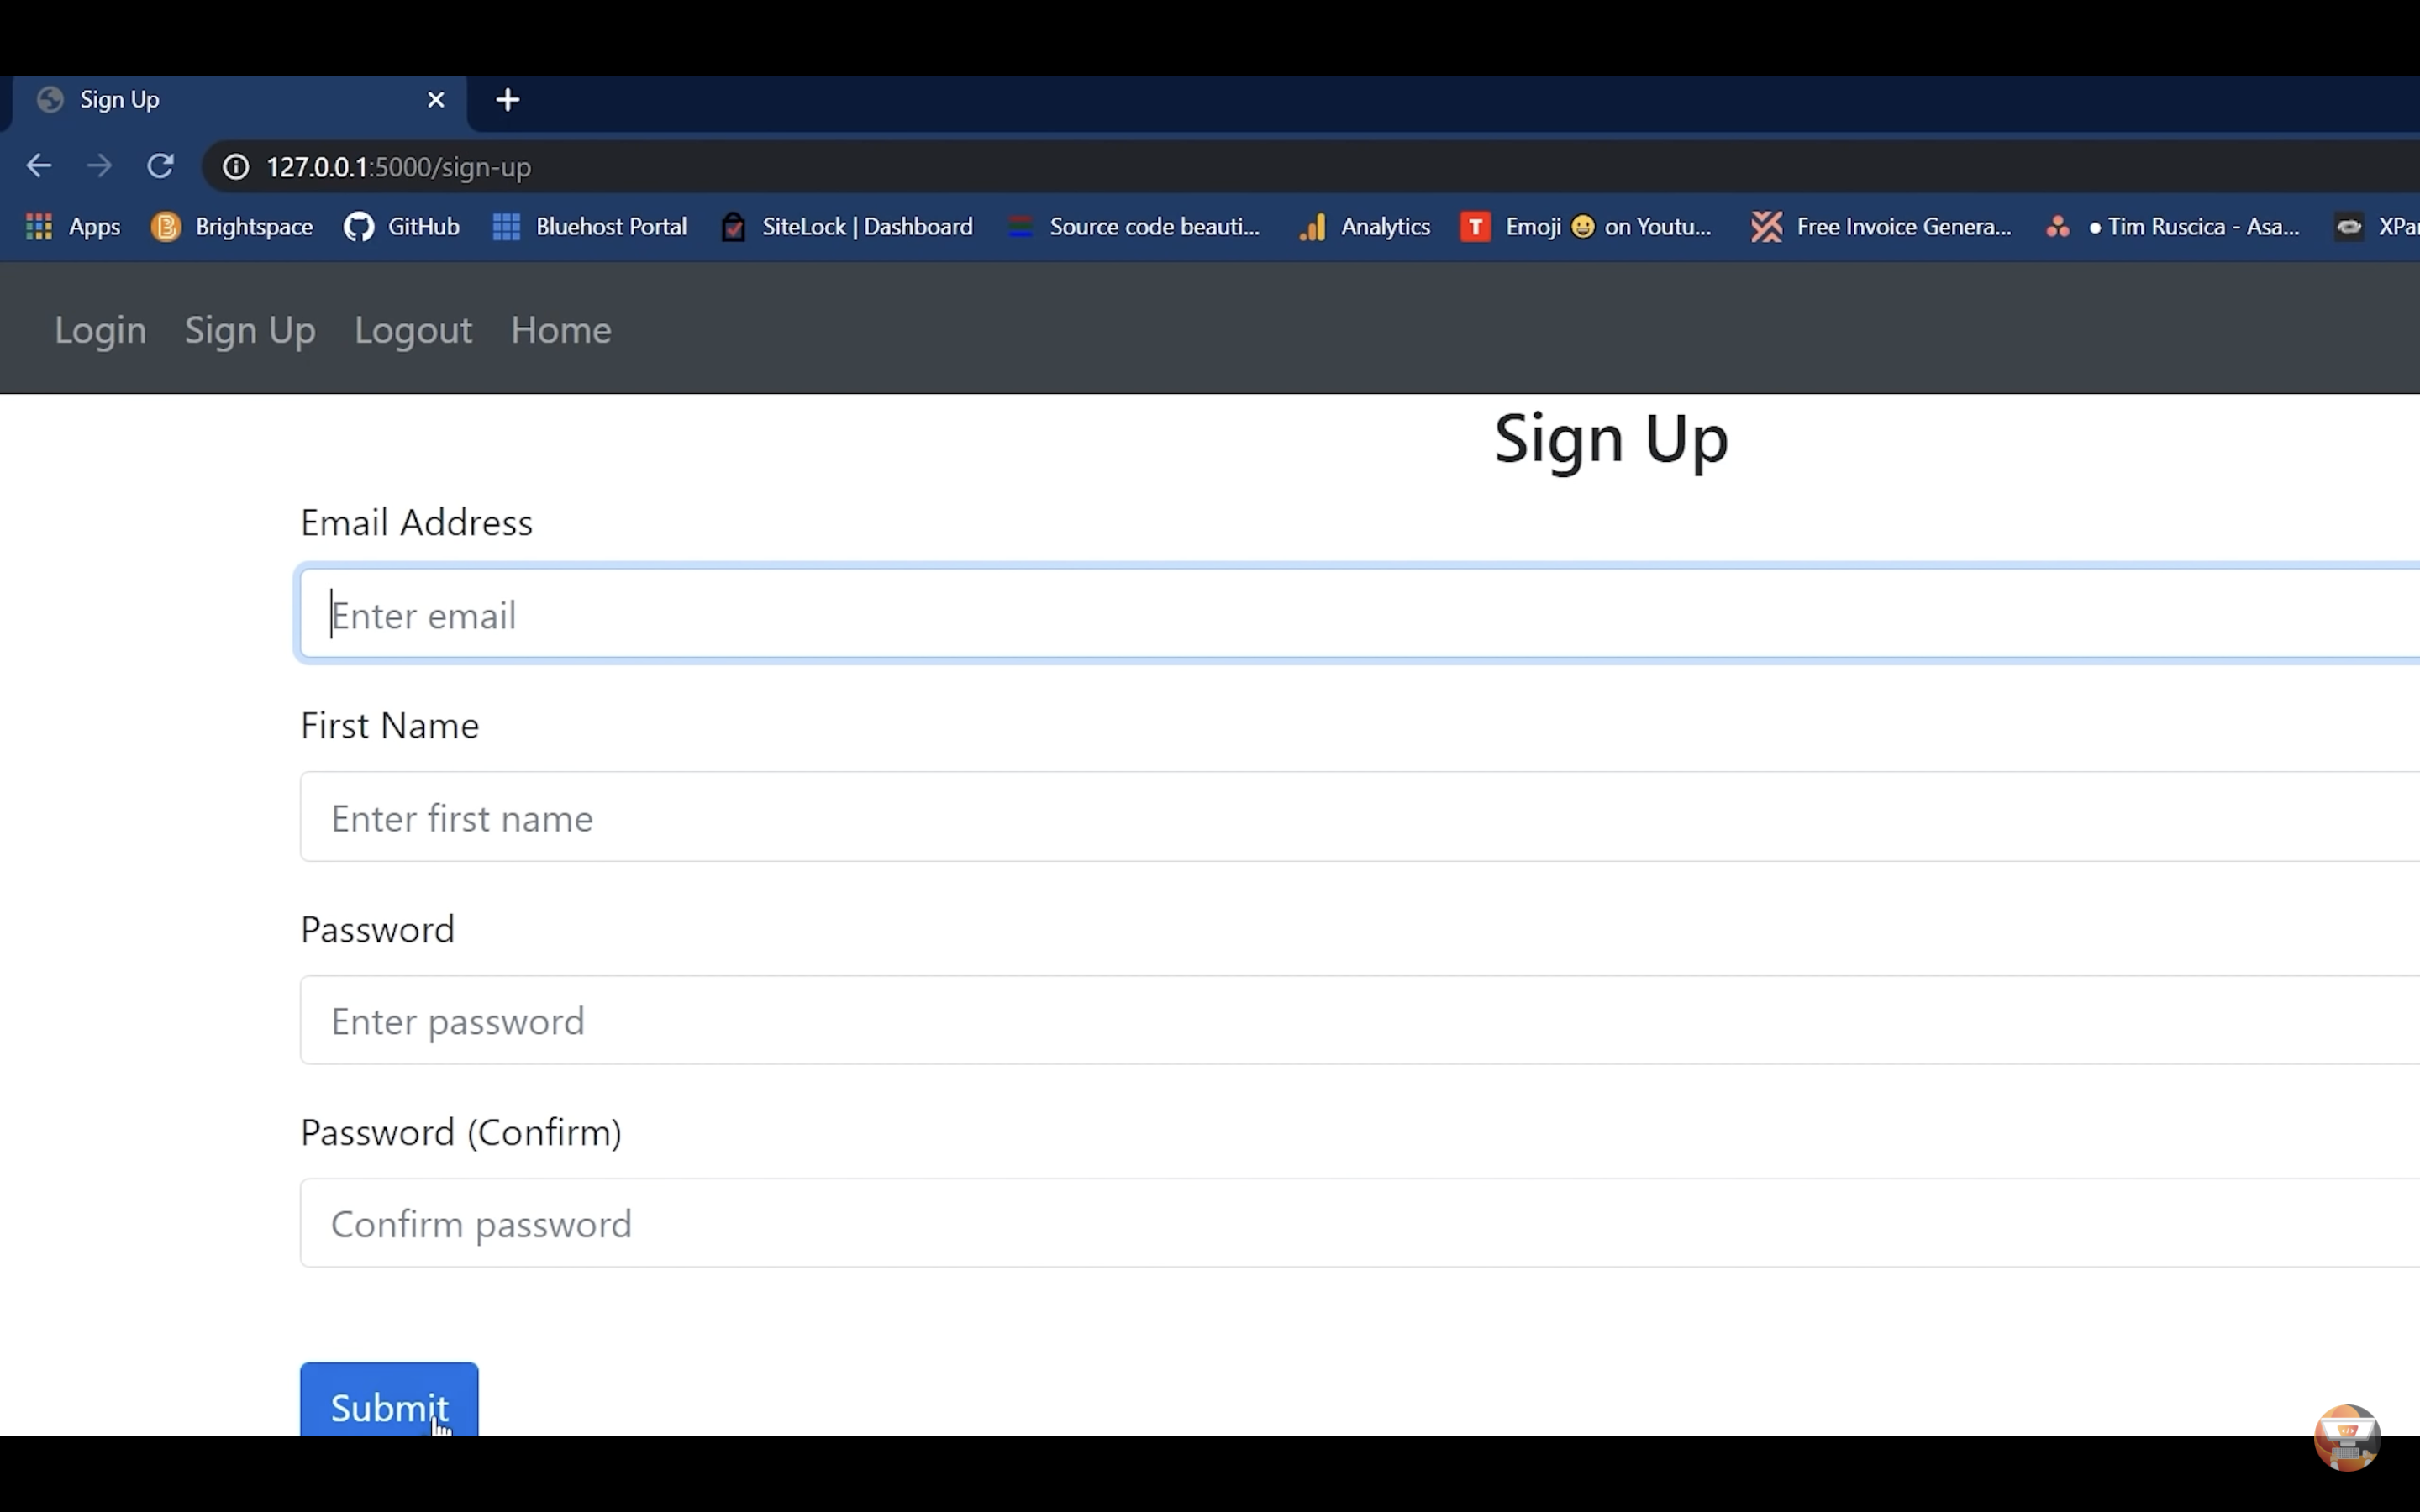 Sign Up
127.0.0.1:5000/sign-up
Apps Brightspace GitHub Bluehost Portal SiteLock | Dashboard Source code beauti... Analytics Emoji 😀 on Youtu... Free Invoice Genera... • Tim Ruscica - Asa... XPa
Login Sign Up Logout Home
Sign Up
Email Address
Enter email
First Name
Enter first name
Password
Enter password
Password (Confirm)
Confirm password
Submit